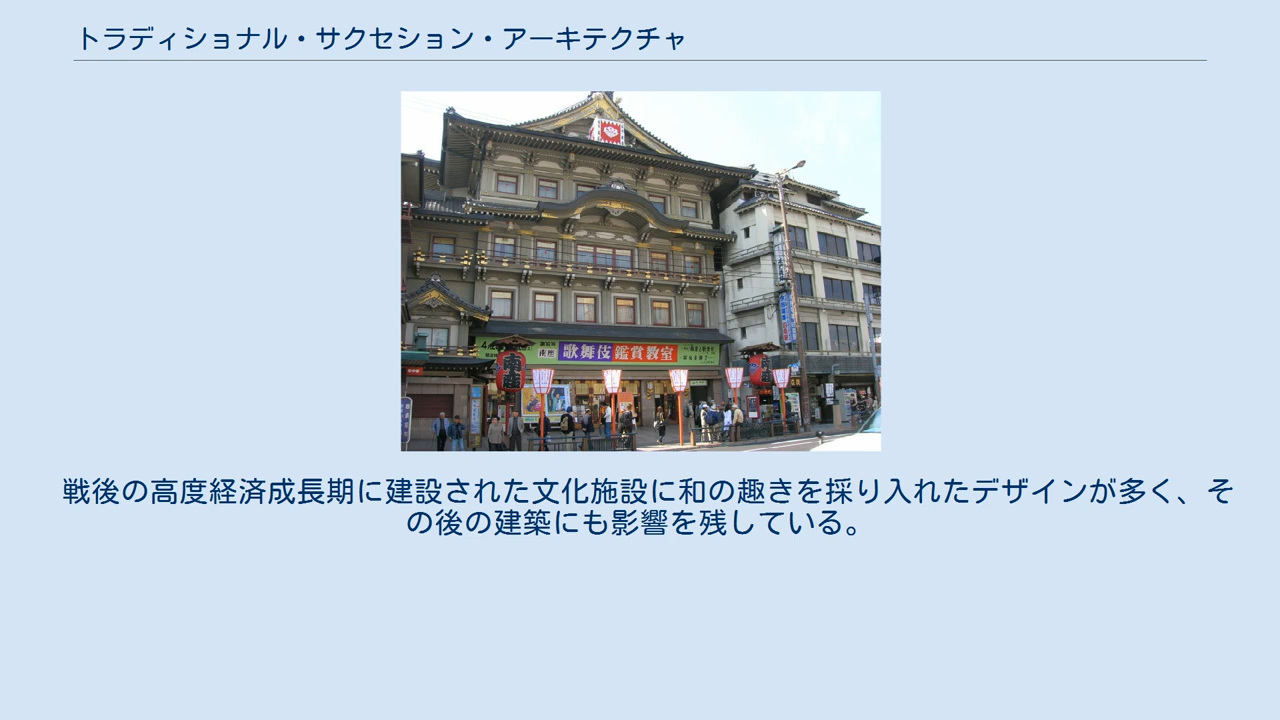 トラディショナル・サクセション・アーキテクチャ
歌舞伎鑑賞教室
南座
戦後の高度経済成長期に建設された文化施設に和の趣きを採り入れたデザインが多く、そ
の後の建築にも影響を残している。